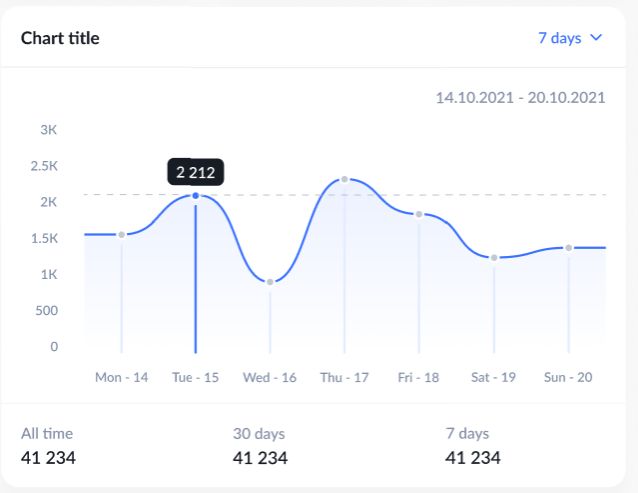 Chart title
7 days
14.10.2021 - 20.10.2021
3K
2.5K
2 212
2K
1.5K
1K
500
0
Mon - 14 Tue - 15 Wed - 16 Thu - 17 Fri - 18 Sat - 19 Sun - 20
All time 30 days 7 days
41 234 41 234 41 234